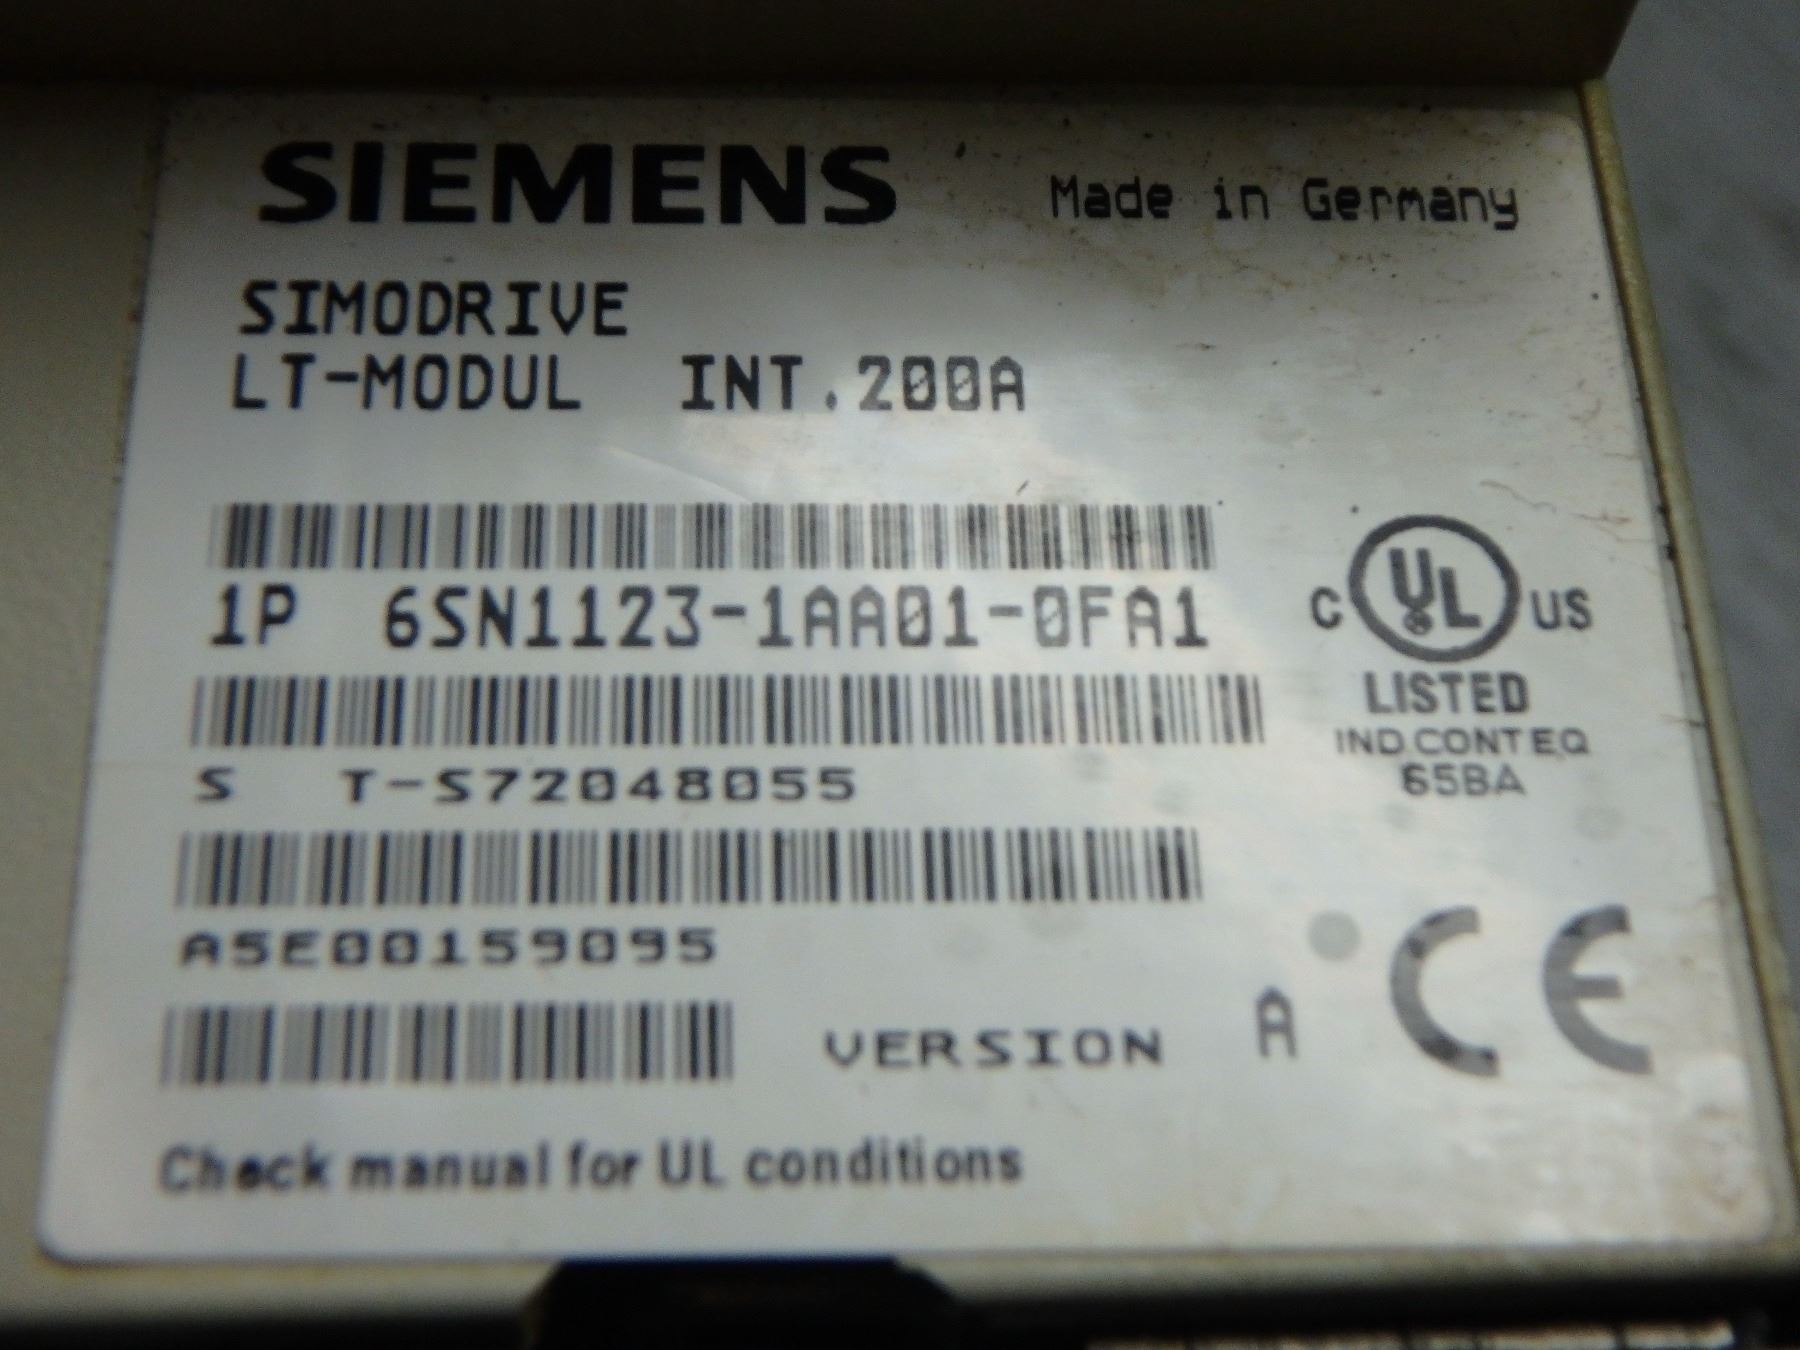 SIEMENS Made in Germany
SIMODRIVE
LT-MODUL INT.200A
1P 6SN1123-1AA01-0FA1
C UL US
LISTED
IND.CONT.EQ
65BA
S T-S72048055
A5E00159095
VERSION A CE
Check manual for UL conditions